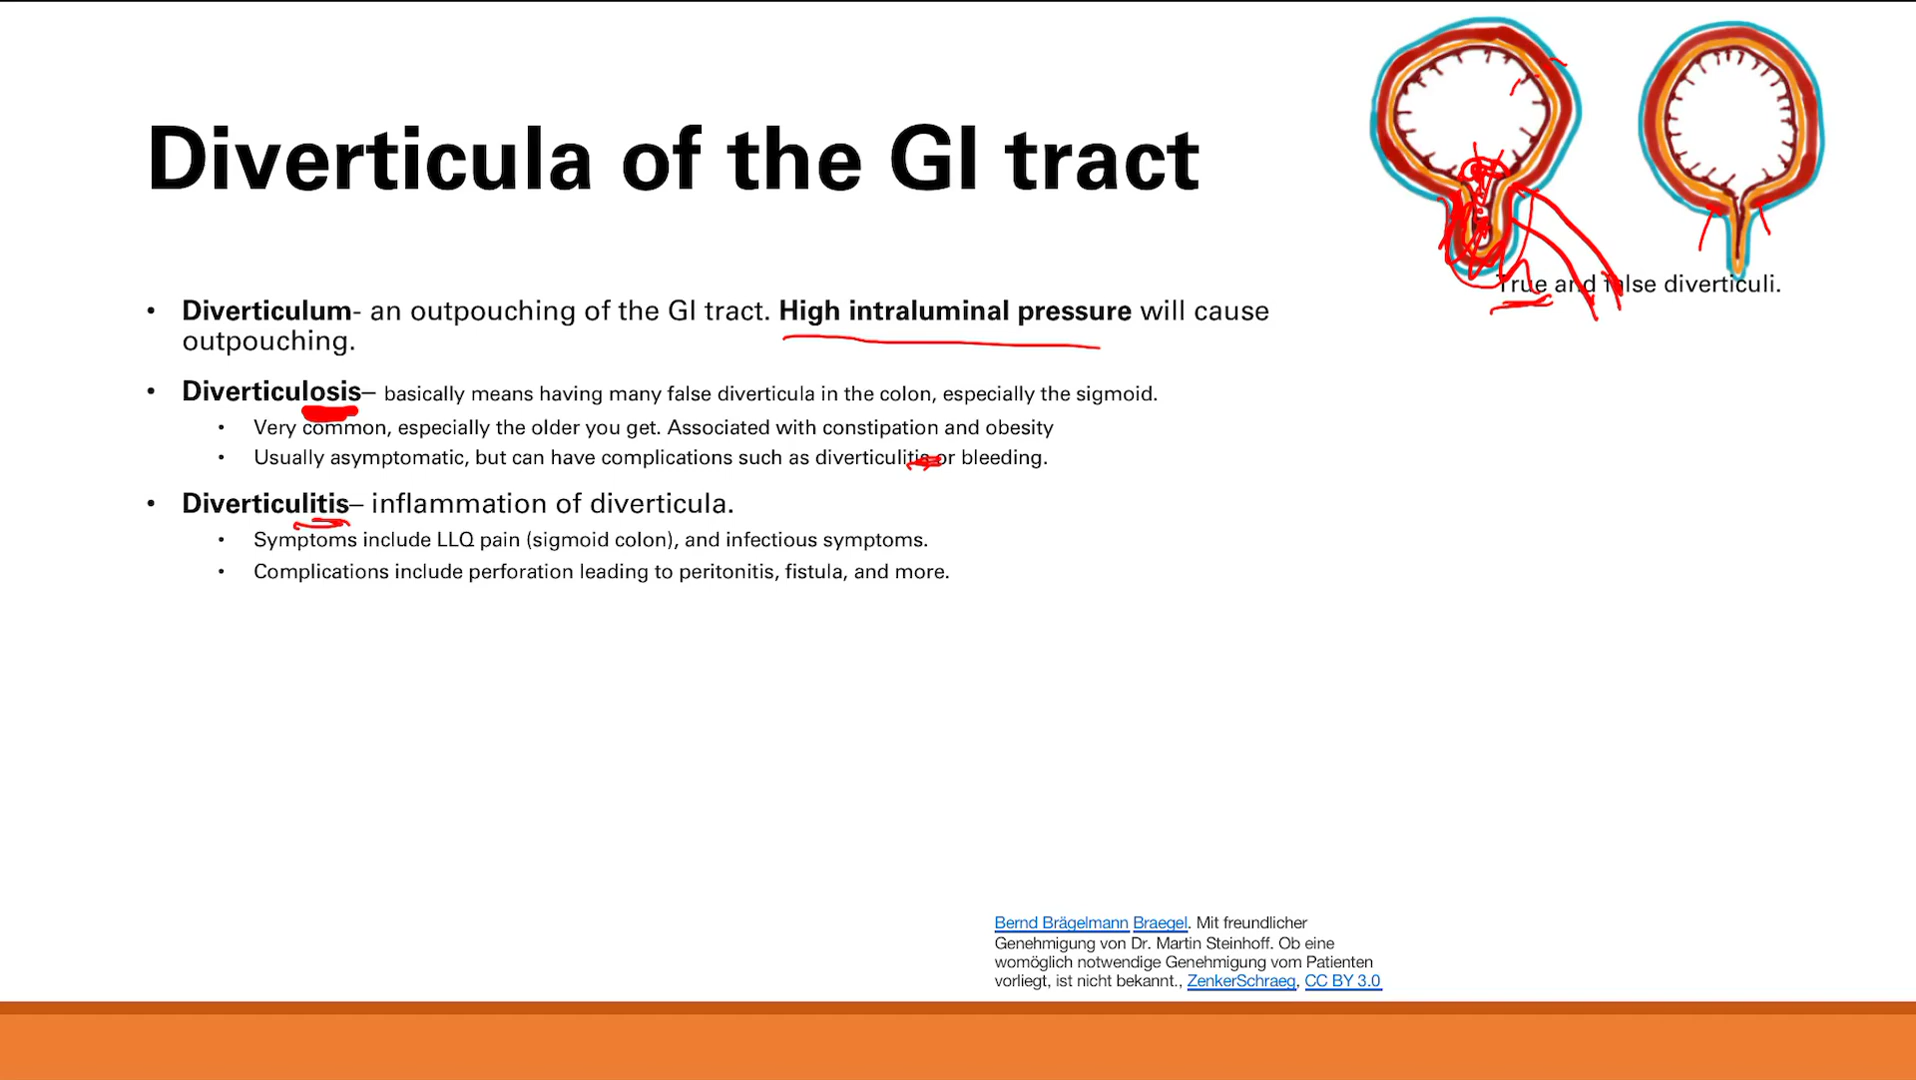 Diverticula of the GI tract
True and false diverticuli.
• Diverticulum- an outpouching of the GI tract. High intraluminal pressure will cause
outpouching.
• Diverticulosis– basically means having many false diverticula in the colon, especially the sigmoid.
• Very common, especially the older you get. Associated with constipation and obesity
• Usually asymptomatic, but can have complications such as diverticulitis or bleeding.
• Diverticulitis– inflammation of diverticula.
• Symptoms include LLQ pain (sigmoid colon), and infectious symptoms.
• Complications include perforation leading to peritonitis, fistula, and more.
Bernd Brägelmann Braegel. Mit freundlicher
Genehmigung von Dr. Martin Steinhoff. Ob eine
womöglich notwendige Genehmigung vom Patienten
vorliegt, ist nicht bekannt., ZenkerSchraeg, CC BY 3.0